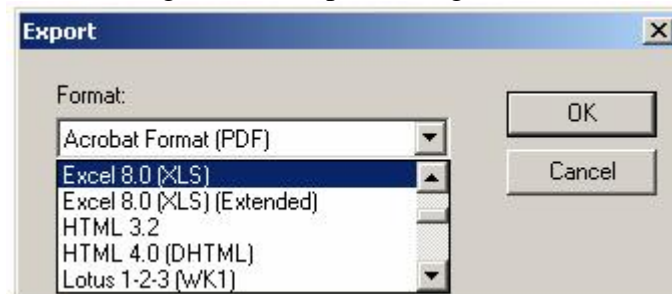 Export
Format:
Acrobat Format (PDF)
Excel 8.0 (XLS)
Excel 8.0 (XLS) (Extended)
HTML 3.2
HTML 4.0 (DHTML)
Lotus 1-2-3 (WK1)
OK
Cancel